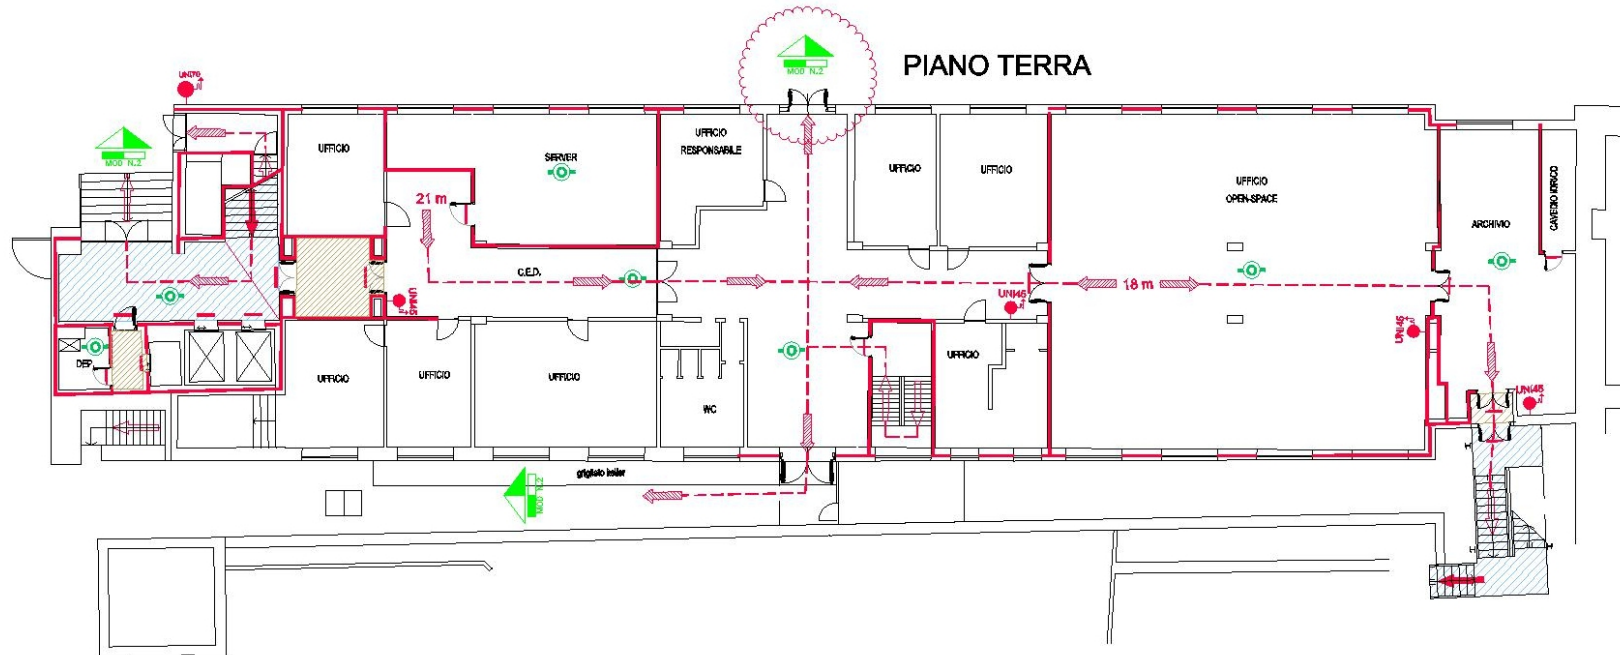 PIANO TERRA
MOD N.2
UNI70
MOD N.2
UFFICIO
SERVER
UFFICIO
RESPONSABILE
UFFICIO
UFFICIO
UFFICIO
OPEN-SPACE
ARCHIVIO
CAVEDIO IDRICO
21 m
C.E.D.
18 m
UNI45
UNI45
UNI45
UNI45
DEP.
UFFICIO
UFFICIO
UFFICIO
WC
UFFICIO
grigliato keller
MOD N.2